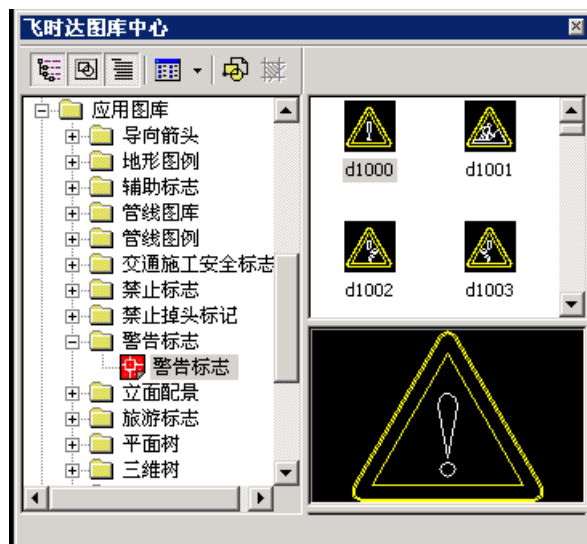 飞时达图库中心
应用图库
导向箭头
地形图例
辅助标志
管线图库
管线图例
交通施工安全标志
禁止标志
禁止掉头标记
警告标志
警告标志
立面配景
旅游标志
平面树
三维树
d1000
d1001
d1002
d1003